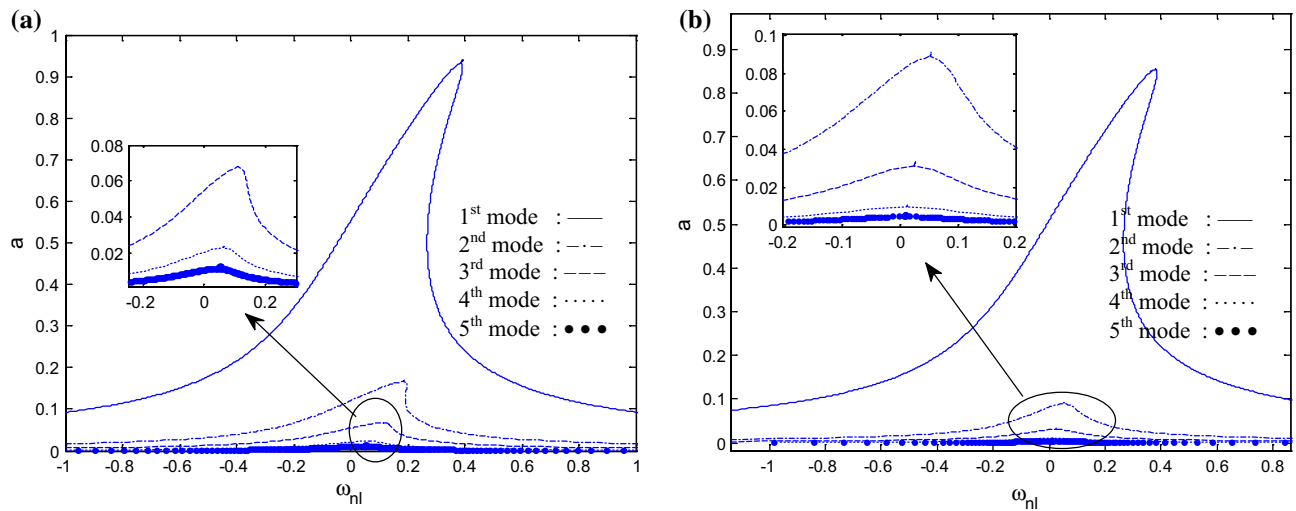 (a)
1
0.9
0.8
0.7
0.6
0.5
0.4
0.3
0.2
0.1
0
a
-1 -0.8 -0.6 -0.4 -0.2 0 0.2 0.4 0.6 0.8 1
ωnl
0.08
0.06
0.04
0.02
-0.2 0 0.2
1st mode :
2nd mode :
3rd mode :
4th mode :
5th mode :
(b)
0.9
0.8
0.7
0.6
0.5
0.4
0.3
0.2
0.1
0
a
-1 -0.8 -0.6 -0.4 -0.2 0 0.2 0.4 0.6 0.8
ωnl
0.1
0.08
0.06
0.04
0.02
0
-0.2 -0.1 0 0.1 0.2
1st mode :
2nd mode :
3rd mode :
4th mode :
5th mode :